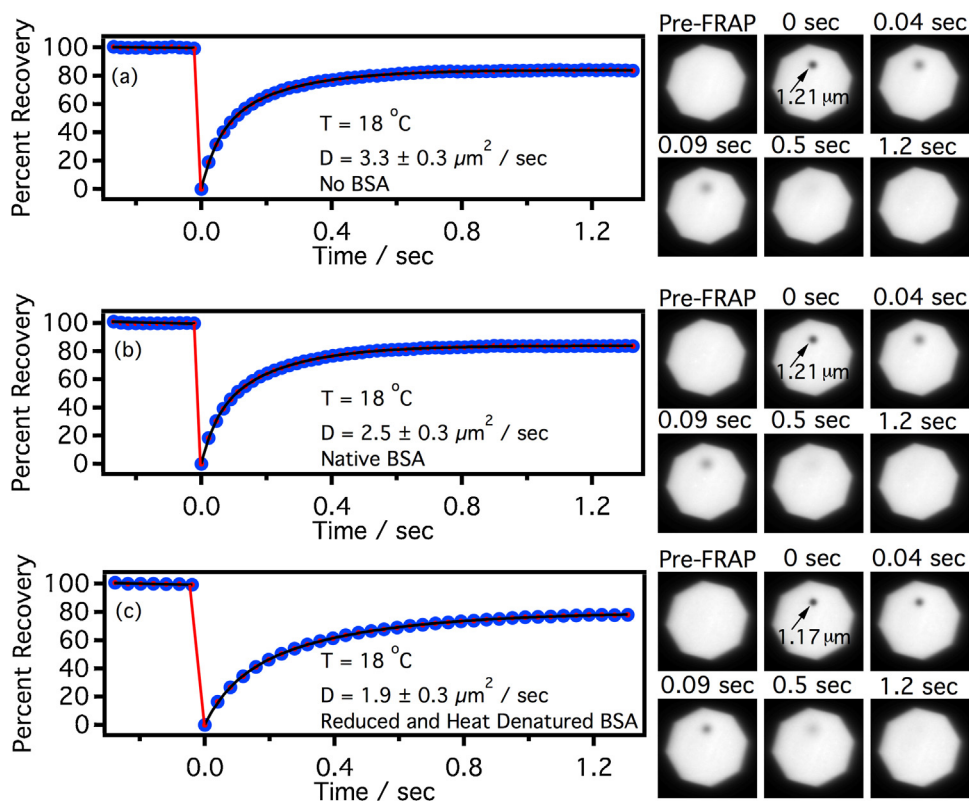 Percent Recovery
100
80
60
40
20
0
(a)
T = 18 °C
D = 3.3 ± 0.3 µm² / sec
No BSA
0.0 0.4 0.8 1.2
Time / sec
Pre-FRAP 0 sec 0.04 sec
1.21 µm
0.09 sec 0.5 sec 1.2 sec
Percent Recovery
100
80
60
40
20
0
(b)
T = 18 °C
D = 2.5 ± 0.3 µm² / sec
Native BSA
0.0 0.4 0.8 1.2
Time / sec
Pre-FRAP 0 sec 0.04 sec
1.21 µm
0.09 sec 0.5 sec 1.2 sec
Percent Recovery
100
80
60
40
20
0
(c)
T = 18 °C
D = 1.9 ± 0.3 µm² / sec
Reduced and Heat Denatured BSA
0.0 0.4 0.8 1.2
Time / sec
Pre-FRAP 0 sec 0.04 sec
1.17 µm
0.09 sec 0.5 sec 1.2 sec